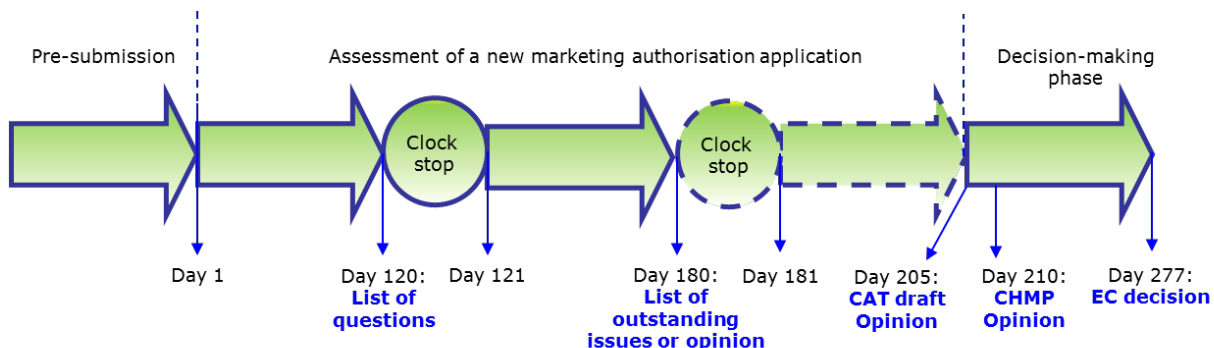 Pre-submission
Assessment of a new marketing authorisation application
Decision-making
phase
Clock
stop
Clock
stop
Day 1
Day 120:
List of
questions
Day 121
Day 180:
List of
outstanding
issues or opinion
Day 181
Day 205:
CAT draft
Opinion
Day 210:
CHMP
Opinion
Day 277:
EC decision